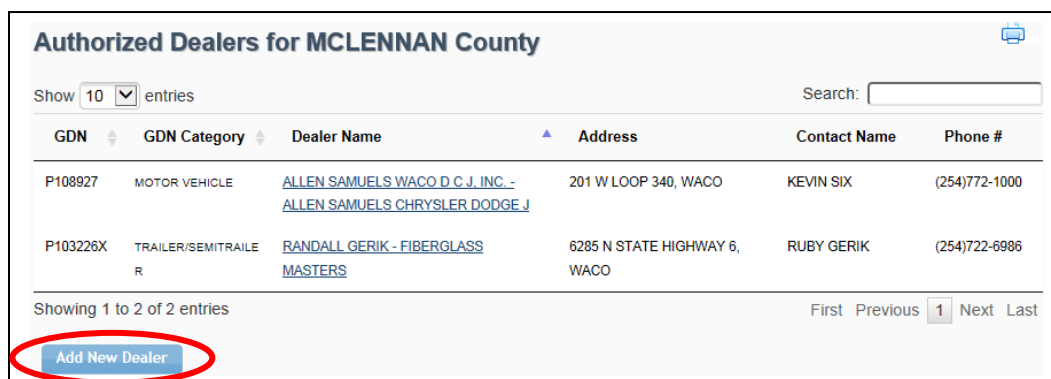 Authorized Dealers for MCLENNAN County
Show 10 entries Search:
GDN GDN Category Dealer Name Address Contact Name Phone #
P108927 MOTOR VEHICLE ALLEN SAMUELS WACO D C J, INC. - 201 W LOOP 340, WACO KEVIN SIX (254)772-1000
ALLEN SAMUELS CHRYSLER DODGE J
P103226X TRAILER/SEMITRAILE RANDALL GERIK - FIBERGLASS 6285 N STATE HIGHWAY 6, RUBY GERIK (254)722-6986
R MASTERS WACO
Showing 1 to 2 of 2 entries First Previous 1 Next Last
Add New Dealer